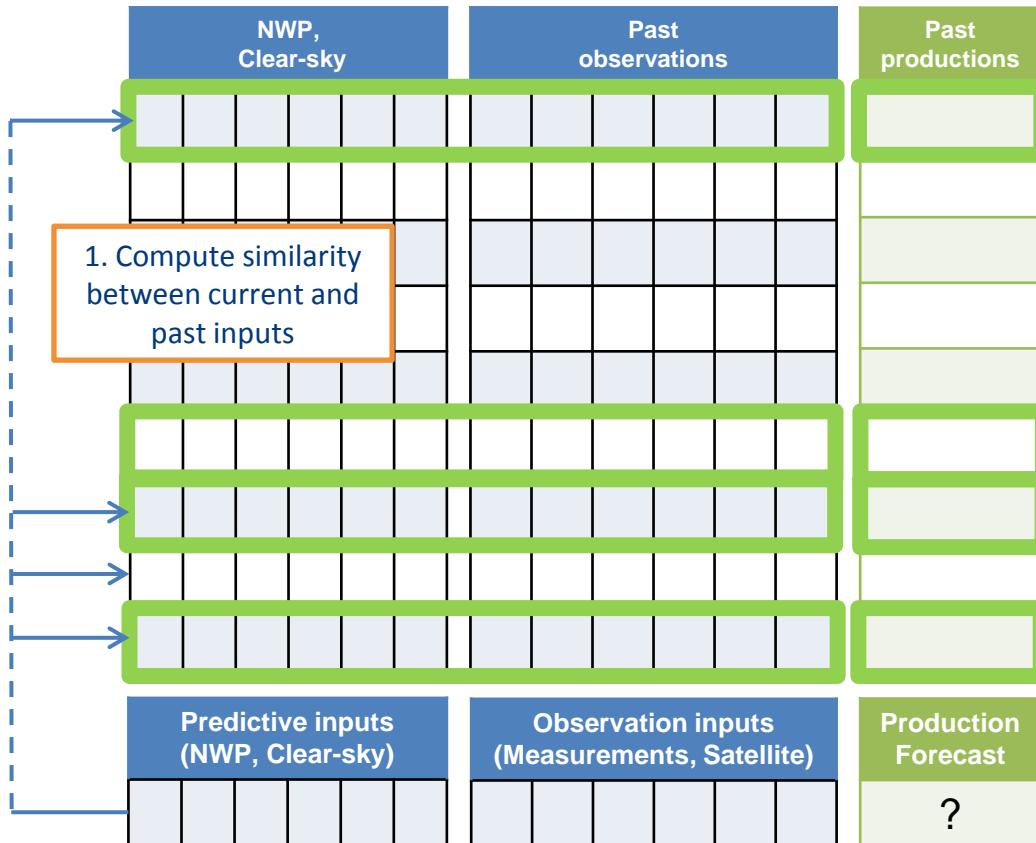 NWP,
Clear-sky
Past
observations
Past
productions
1. Compute similarity
between current and
past inputs
Predictive inputs
(NWP, Clear-sky)
Observation inputs
(Measurements, Satellite)
Production
Forecast
?